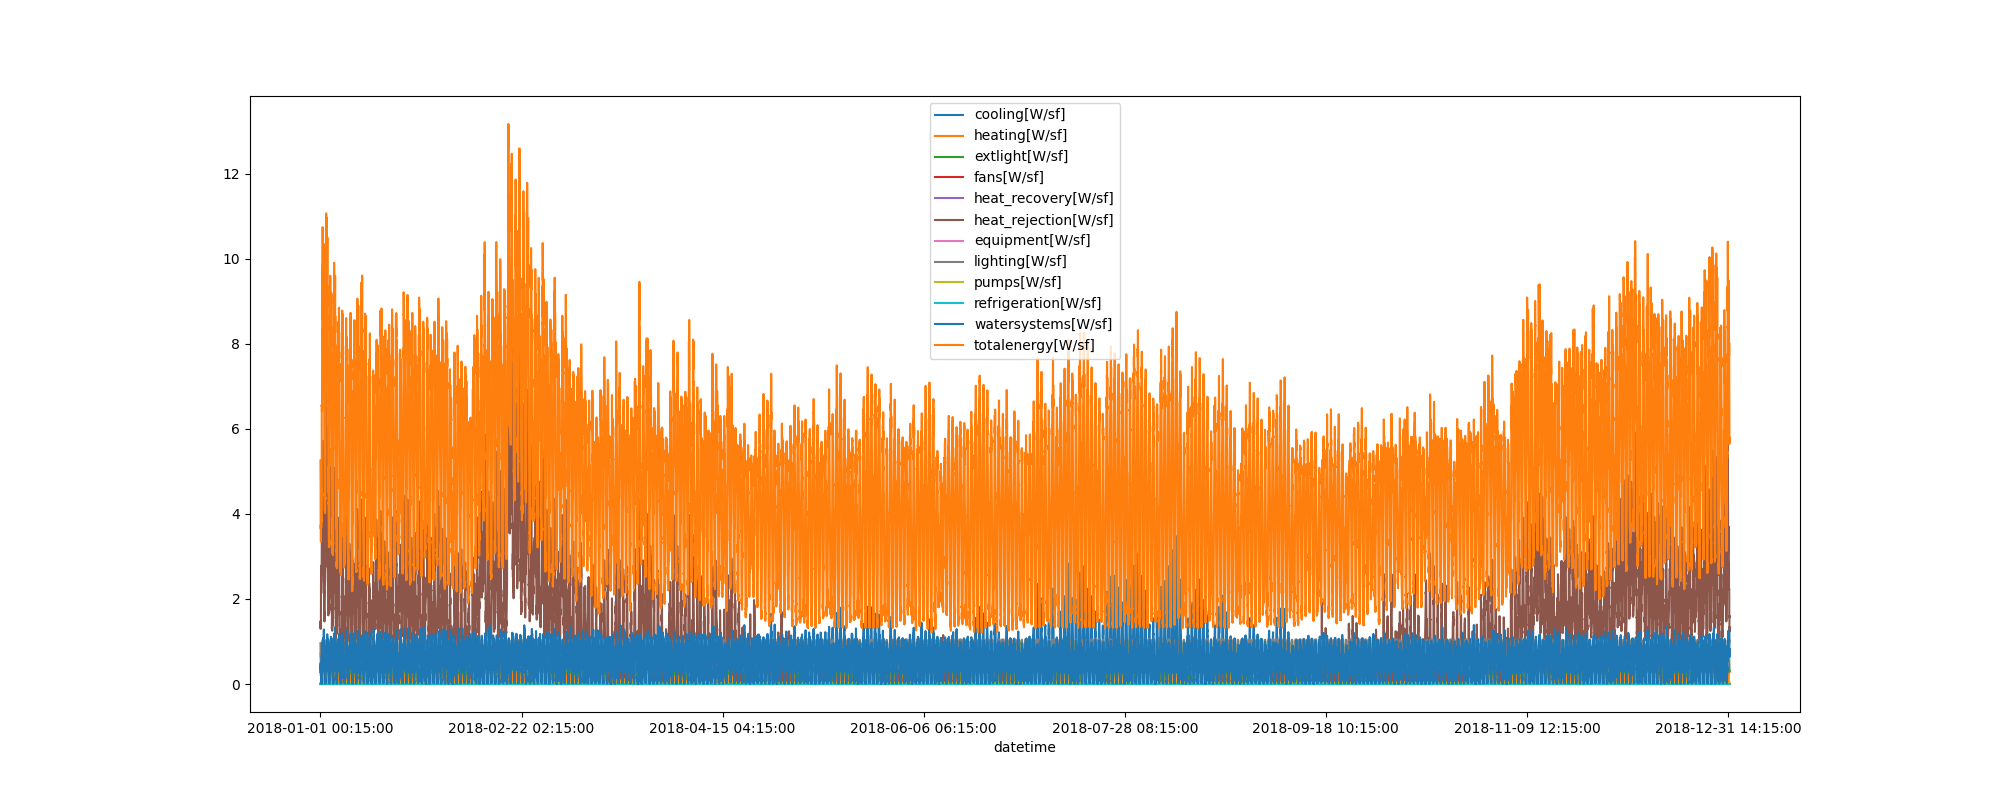 cooling[W/sf]
heating[W/sf]
extlight[W/sf]
fans[W/sf]
heat_recovery[W/sf]
heat_rejection[W/sf]
equipment[W/sf]
lighting[W/sf]
pumps[W/sf]
refrigeration[W/sf]
watersystems[W/sf]
totalenergy[W/sf]
12
10
8
6
4
2
0
2018-01-01 00:15:00 2018-02-22 02:15:00 2018-04-15 04:15:00 2018-06-06 06:15:00 2018-07-28 08:15:00 2018-09-18 10:15:00 2018-11-09 12:15:00 2018-12-31 14:15:00
datetime